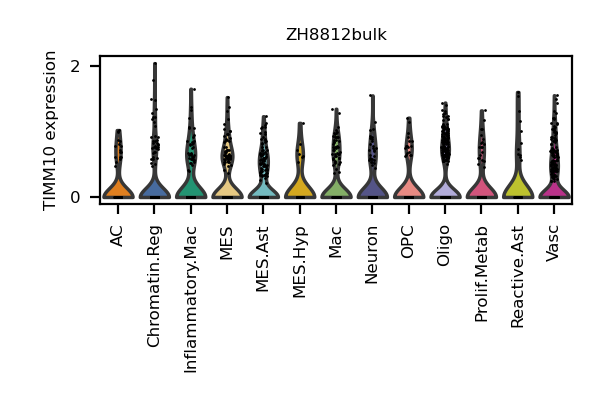 ZH8812bulk
TIMM10 expression
2
0
AC
Chromatin.Reg
Inflammatory.Mac
MES
MES.Ast
MES.Hyp
Mac
Neuron
OPC
Oligo
Prolif.Metab
Reactive.Ast
Vasc